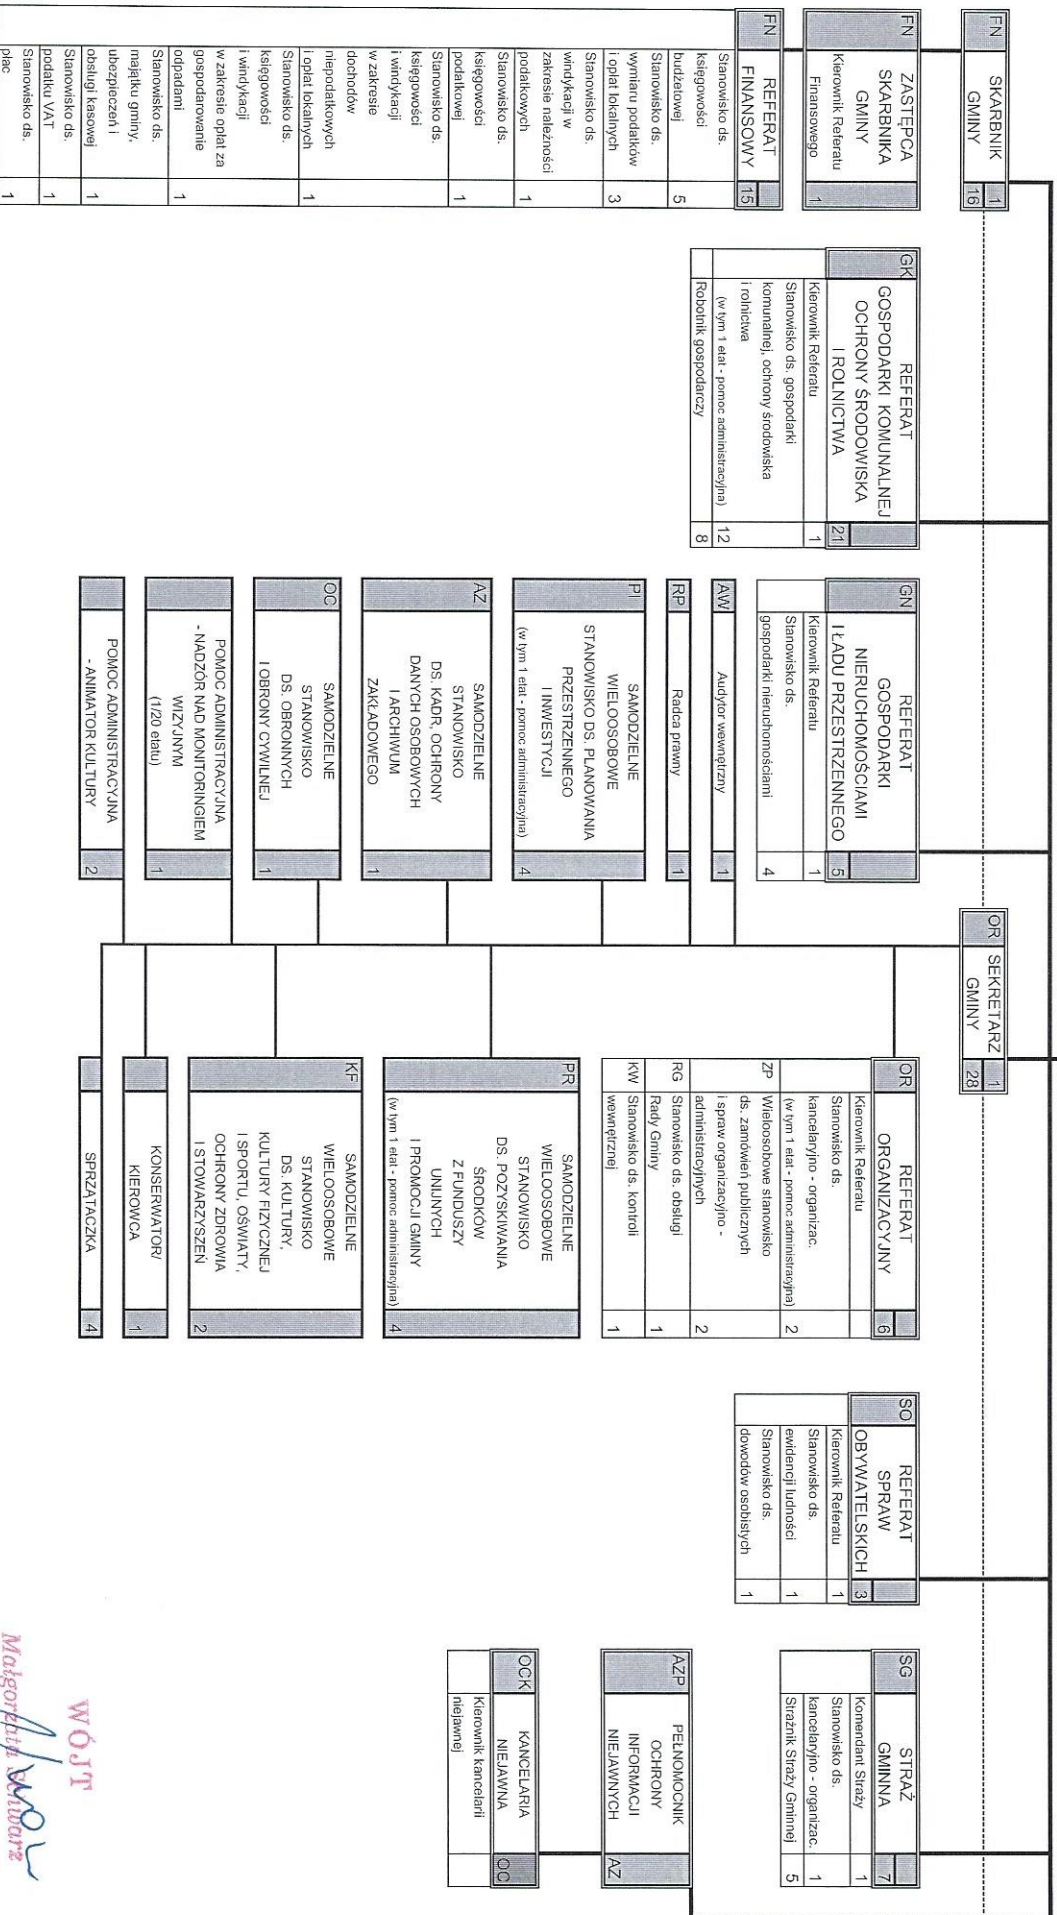 FN
SKARBNIK
GMINY
1
16
FN
ZASTĘPCA
SKARBNIKA
GMINY
Kierownik Referatu
Finansowego
1
FN
REFERAT
FINANSOWY
15
Stanowisko ds.
księgowości
budżetowej
5
Stanowisko ds.
wymiaru podatków
i opłat lokalnych
3
Stanowisko ds.
windykacji w
zakresie należności
podatkowych
1
Stanowisko ds.
księgowości
podatkowej
1
Stanowisko ds.
księgowości
i windykacji
w zakresie
dochodów
niepodatkowych
i opłat lokalnych
1
Stanowisko ds.
księgowości
i windykacji
w zakresie opłat za
gospodarowanie
odpadami
1
Stanowisko ds.
majątku gminy,
ubezpieczeń i
obsługi kasowej
1
Stanowisko ds.
podatku VAT
1
Stanowisko ds.
płac
1
GK
REFERAT
GOSPODARKI KOMUNALNEJ
OCHRONY ŚRODOWISKA
I ROLNICTWA
21
Kierownik Referatu
1
Stanowisko ds. gospodarki
komunalnej, ochrony środowiska
i rolnictwa
(w tym 1 etat - pomoc administracyjna)
12
Robotnik gospodarczy
8
GN
REFERAT
GOSPODARKI
NIERUCHOMOŚCIAMI
I ŁADU PRZESTRZENNEGO
5
Kierownik Referatu
1
Stanowisko ds.
gospodarki nieruchomościami
4
OR
SEKRETARZ
GMINY
1
28
AW
Audytor wewnętrzny
1
RP
Radca prawny
1
PI
SAMODZIELNE
WIELOOSOBOWE
STANOWISKO DS. PLANOWANIA
PRZESTRZENNEGO
I INWESTYCJI
(w tym 1 etat - pomoc administracyjna)
4
AZ
SAMODZIELNE
STANOWISKO
DS. KADR, OCHRONY
DANYCH OSOBOWYCH
I ARCHIWUM
ZAKŁADOWEGO
1
OC
SAMODZIELNE
STANOWISKO
DS. OBRONNYCH
I OBRONY CYWILNEJ
1
POMOC ADMINISTRACYJNA
- NADZÓR NAD MONITORINGIEM
WIZYJNYM
(1/20 etatu)
1
POMOC ADMINISTRACYJNA
- ANIMATOR KULTURY
2
OR
REFERAT
ORGANIZACYJNY
6
Kierownik Referatu
Stanowisko ds.
kancelaryjno - organizac.
(w tym 1 etat - pomoc administracyjna)
2
ZP
Wieloosobowe stanowisko
ds. zamówień publicznych
i spraw organizacyjno -
administracyjnych
2
RG
Stanowisko ds. obsługi
Rady Gminy
1
KW
Stanowisko ds. kontroli
wewnętrznej
1
PR
SAMODZIELNE
WIELOOSOBOWE
STANOWISKO
DS. POZYSKIWANIA
ŚRODKÓW
Z FUNDUSZY
UNIJNYCH
I PROMOCJI GMINY
(w tym 1 etat - pomoc administracyjna)
4
KF
SAMODZIELNE
WIELOOSOBOWE
STANOWISKO
DS. KULTURY,
KULTURY FIZYCZNEJ
I SPORTU, OŚWIATY,
OCHRONY ZDROWIA
I STOWARZYSZEŃ
2
KONSERWATOR/
KIEROWCA
1
SPRZĄTACZKA
4
SO
REFERAT
SPRAW
OBYWATELSKICH
3
Kierownik Referatu
1
Stanowisko ds.
ewidencji ludności
1
Stanowisko ds.
dowodów osobistych
1
SG
STRAŻ
GMINNA
7
Komendant Straży
1
Stanowisko ds.
kancelaryjno - organizac.
1
Strażnik Straży Gminnej
5
AZP
PEŁNOMOCNIK
OCHRONY
INFORMACJI
NIEJAWNYCH
AZ
OCK
KANCELARIA
NIEJAWNA
OC
Kierownik kancelarii
niejawnej
WÓJT
Małgorzata Schwarz